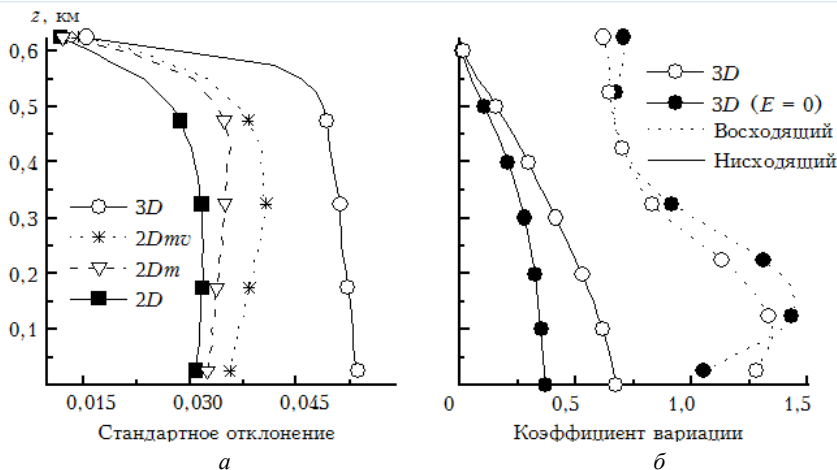 z, км
0,6
0,5
0,4
0,3
0,2
0,1
3D
2Dmv
2Dm
2D
0,015
0,030
0,045
Стандартное отклонение
а
3D
3D (E = 0)
Восходящий
Нисходящий
0
0,5
1,0
1,5
Коэффициент вариации
б